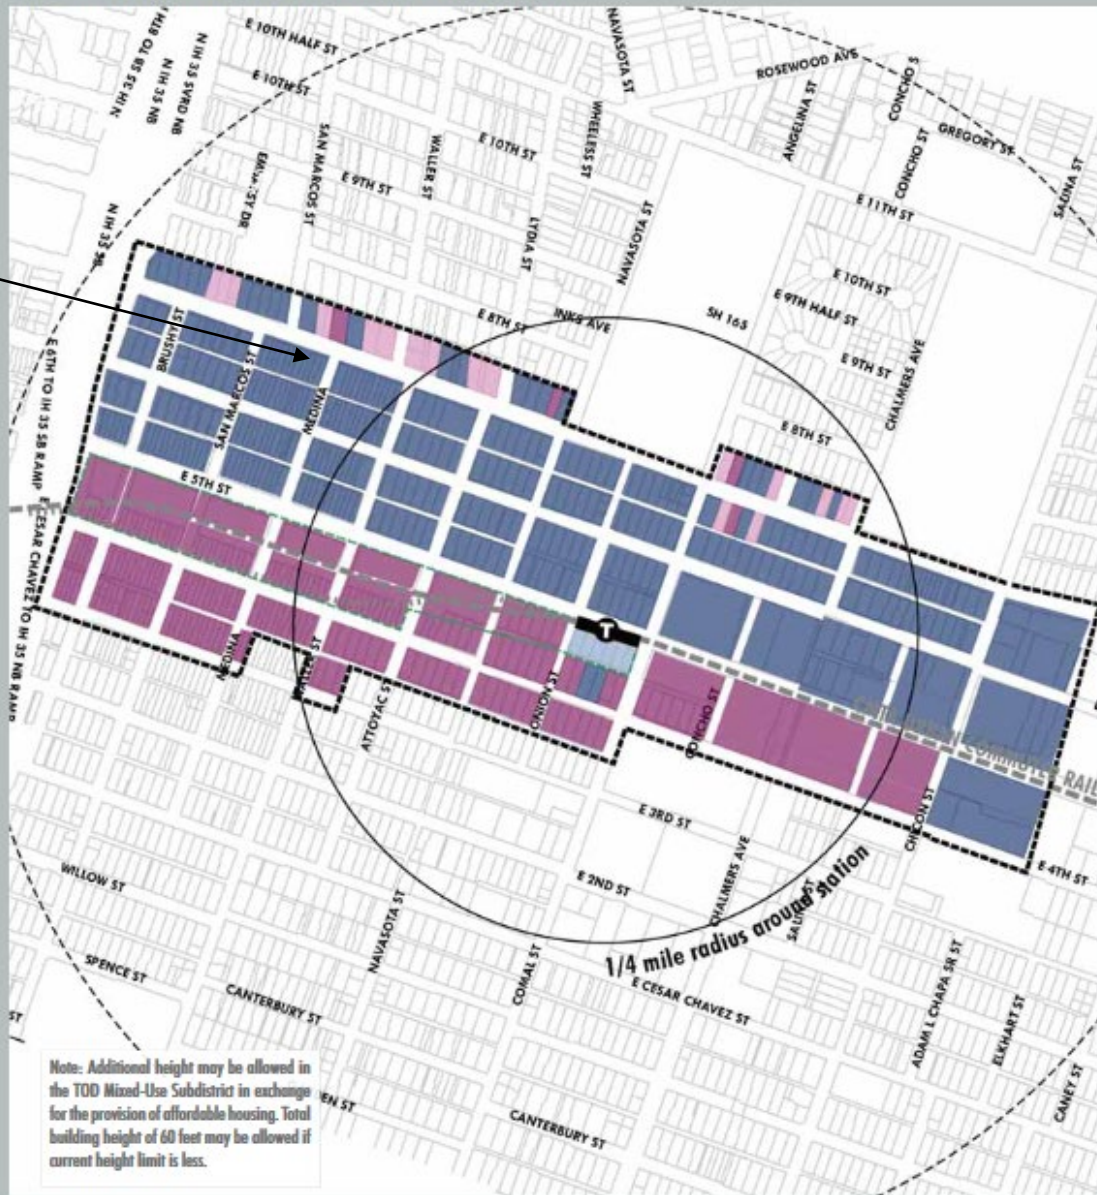 E 10TH HALF ST
NAVASOTA ST
ROSEWOOD AVE
CONCHO S
N IH 35 SB TO 8TH
N IH 35 NB
N IH 35 SVRD NB
E 10TH ST
ANGELINA ST
GREGORY ST
WHEELESS ST
E 10TH ST
SAN MARCOS ST
WALLER ST
CONCHO ST
SALINA ST
E 9TH ST
E 11TH ST
N IH 35 SB
LYDIA ST
NAVASOTA ST
E 10TH ST
E 9TH HALF ST
E 8TH ST
INKS AVE
SH 165
E 9TH ST
CHALMERS AVE
BRUSHY ST
SAN MARCOS ST
MEDINA
E 8TH ST
E 6TH TO IH 35 SB RAMP
E 5TH ST
E CESAR CHAVEZ TO IH 35 NB RAMP
T
MEDINA
ATTOYAC S
ONION ST
CONCHO ST
COMMUTER RAIL
CHICON ST
E 3RD ST
E 4TH ST
WILLOW ST
E 2ND ST
CHALMERS AVE
1/4 mile radius around station
NAVASOTA ST
COMAL ST
SPENCE ST
E CESAR CHAVEZ ST
CANTERBURY ST
ADAM L CHAPA SR ST
ELKHART ST
CANEY ST
ST
EN ST
CANTERBURY ST
Note: Additional height may be allowed in
the TOD Mixed-Use Subdistrict in exchange
for the provision of affordable housing. Total
building height of 60 feet may be allowed if
current height limit is less.